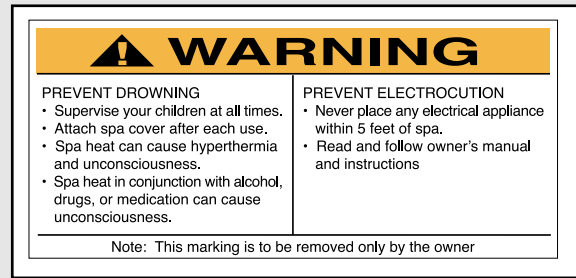 WARNING
PREVENT DROWNING
• Supervise your children at all times.
• Attach spa cover after each use.
• Spa heat can cause hyperthermia
and unconsciousness.
• Spa heat in conjunction with alcohol,
drugs, or medication can cause
unconsciousness.
PREVENT ELECTROCUTION
• Never place any electrical appliance
within 5 feet of spa.
• Read and follow owner's manual
and instructions
Note: This marking is to be removed only by the owner